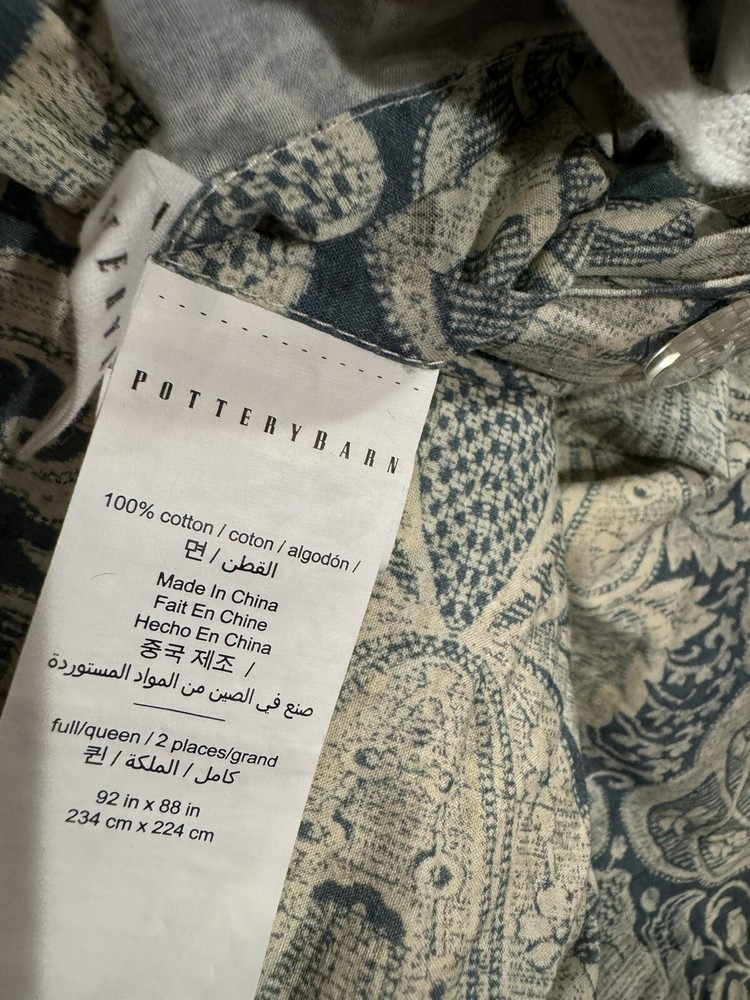 POTTERYBARN
100% cotton / coton / algodón /
면 / القطن
Made In China
Fait En Chine
Hecho En China
중국 제조 /
صنع في الصين من المواد المستوردة
full/queen / 2 places/grand
퀸 / كامل / الملكة
92 in x 88 in
234 cm x 224 cm